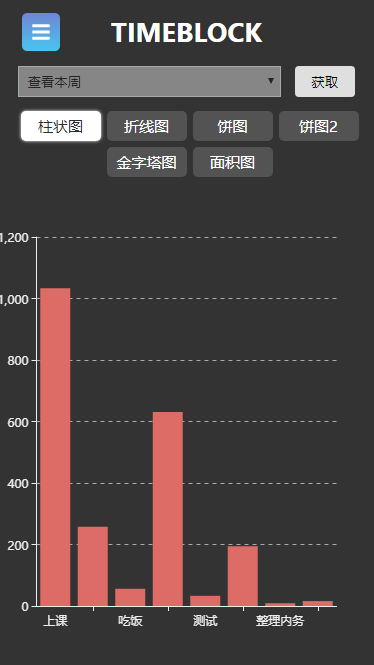 TIMEBLOCK
查看本周
获取
柱状图 折线图 饼图 饼图2
金字塔图 面积图
1,200
1,000
800
600
400
200
0
上课 吃饭 测试 整理内务